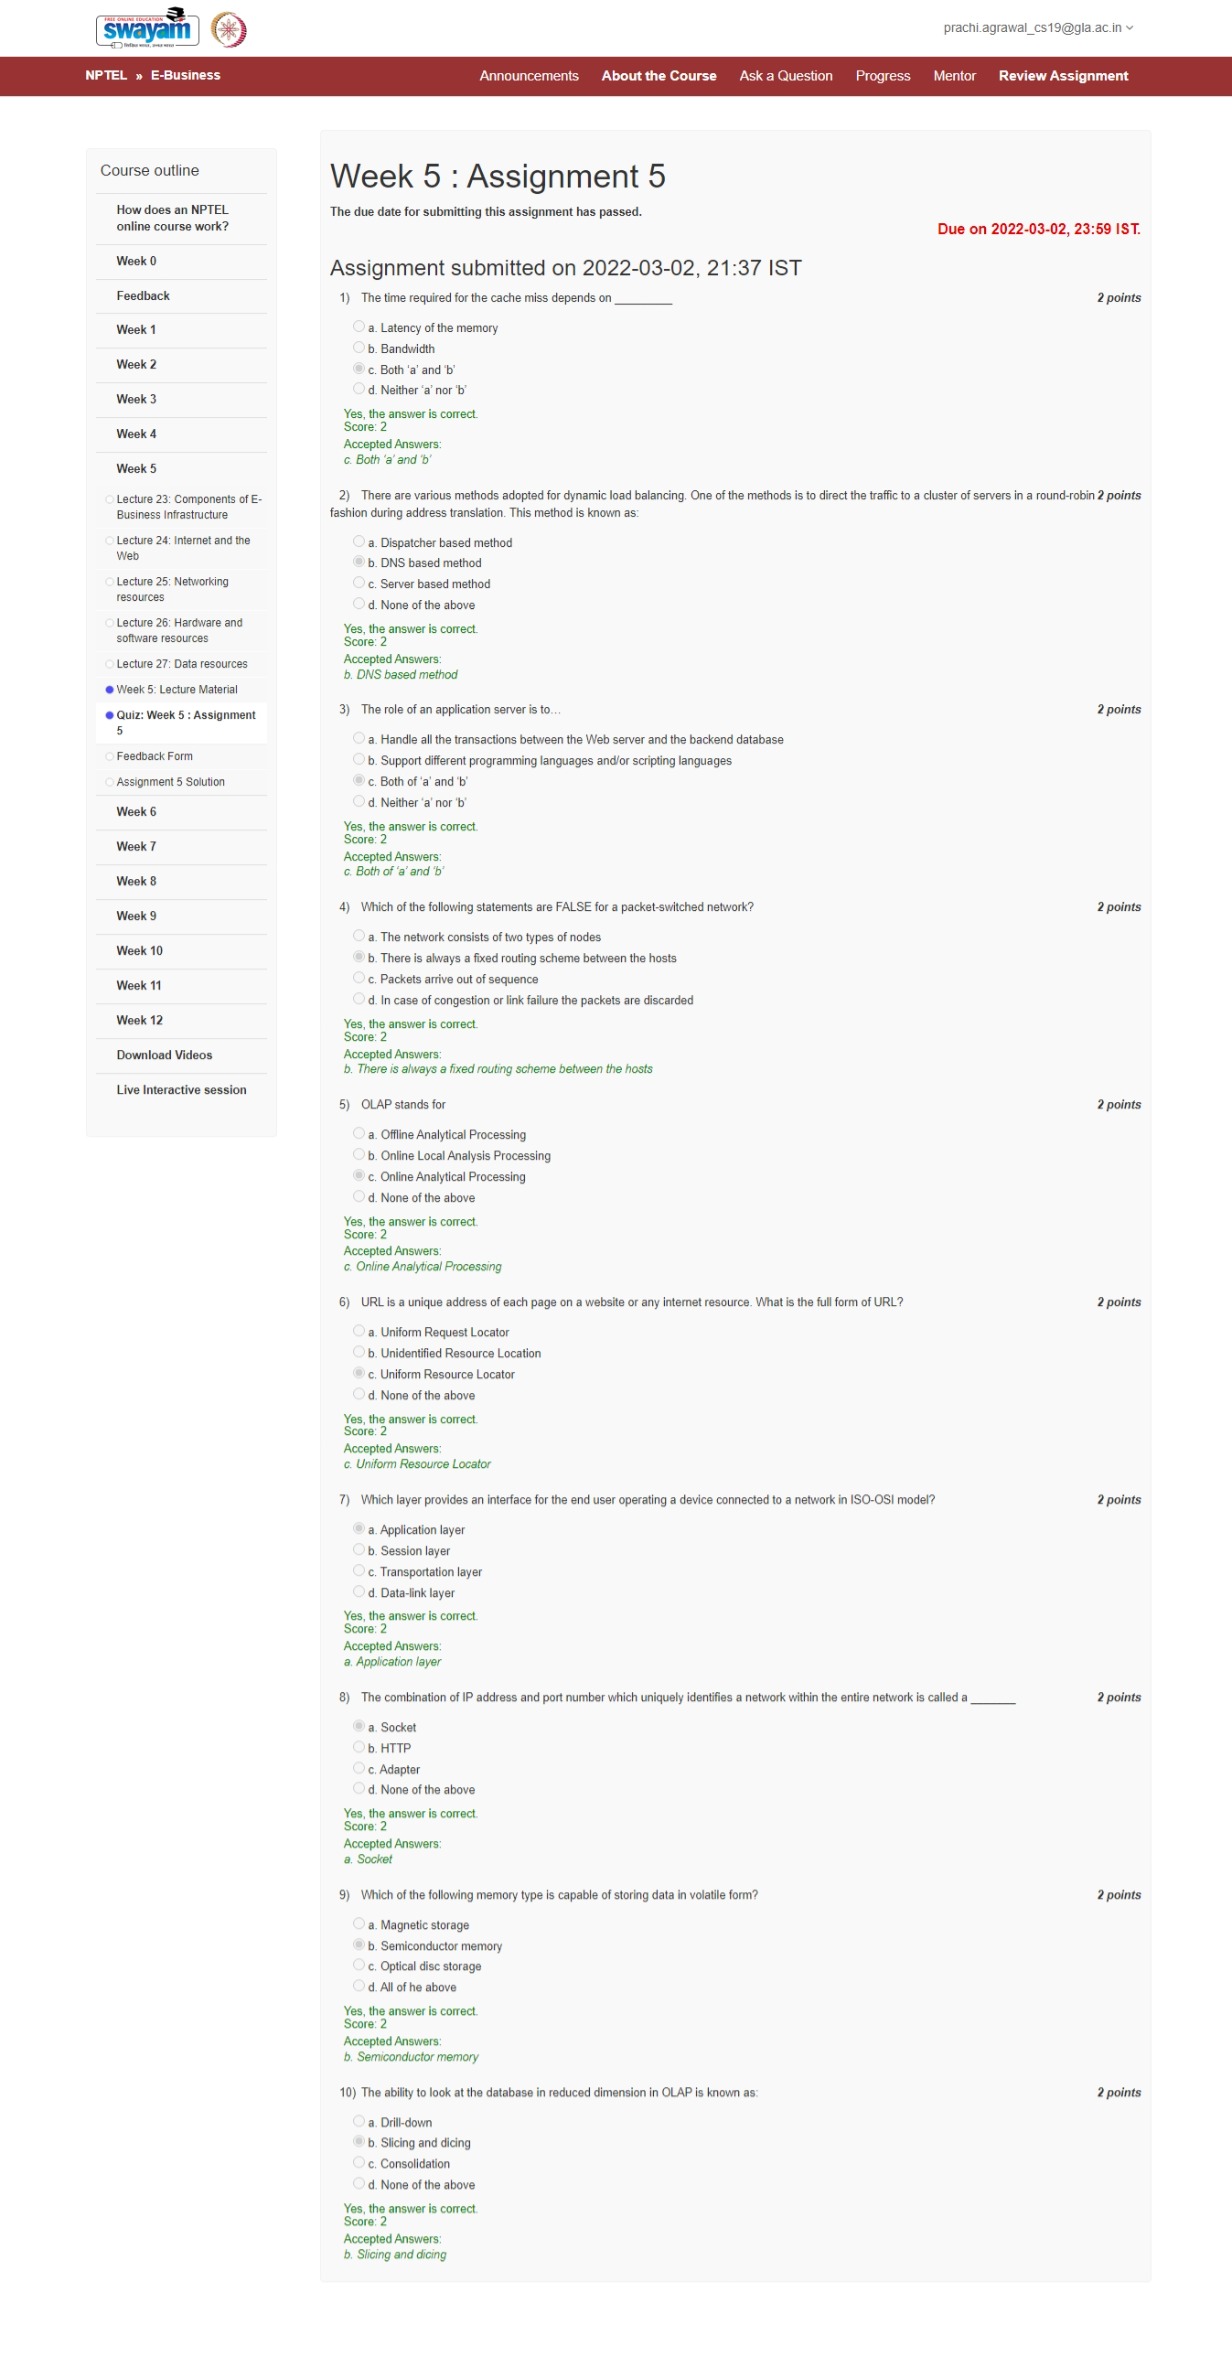 FREE ONLINE EDUCATION
swayam
prachi.agrawal_cs19@gla.ac.in
NPTEL » E-Business
Announcements About the Course Ask a Question Progress Mentor Review Assignment
Course outline
How does an NPTEL
online course work?
Week 0
Feedback
Week 1
Week 2
Week 3
Week 4
Week 5
Lecture 23: Components of E-
Business Infrastructure
Lecture 24: Internet and the
Web
Lecture 25: Networking
resources
Lecture 26: Hardware and
software resources
Lecture 27: Data resources
Week 5: Lecture Material
Quiz: Week 5 : Assignment
5
Feedback Form
Assignment 5 Solution
Week 6
Week 7
Week 8
Week 9
Week 10
Week 11
Week 12
Download Videos
Live Interactive session
Week 5 : Assignment 5
The due date for submitting this assignment has passed.
Due on 2022-03-02, 23:59 IST.
Assignment submitted on 2022-03-02, 21:37 IST
1) The time required for the cache miss depends on _________ 2 points
a. Latency of the memory
b. Bandwidth
c. Both ‘a’ and ‘b’
d. Neither ‘a’ nor ‘b’
Yes, the answer is correct.
Score: 2
Accepted Answers:
c. Both ‘a’ and ‘b’
2) There are various methods adopted for dynamic load balancing. One of the methods is to direct the traffic to a cluster of servers in a round-robin 2 points
fashion during address translation. This method is known as:
a. Dispatcher based method
b. DNS based method
c. Server based method
d. None of the above
Yes, the answer is correct.
Score: 2
Accepted Answers:
b. DNS based method
3) The role of an application server is to… 2 points
a. Handle all the transactions between the Web server and the backend database
b. Support different programming languages and/or scripting languages
c. Both of ‘a’ and ‘b’
d. Neither ‘a’ nor ‘b’
Yes, the answer is correct.
Score: 2
Accepted Answers:
c. Both of ‘a’ and ‘b’
4) Which of the following statements are FALSE for a packet-switched network? 2 points
a. The network consists of two types of nodes
b. There is always a fixed routing scheme between the hosts
c. Packets arrive out of sequence
d. In case of congestion or link failure the packets are discarded
Yes, the answer is correct.
Score: 2
Accepted Answers:
b. There is always a fixed routing scheme between the hosts
5) OLAP stands for 2 points
a. Offline Analytical Processing
b. Online Local Analysis Processing
c. Online Analytical Processing
d. None of the above
Yes, the answer is correct.
Score: 2
Accepted Answers:
c. Online Analytical Processing
6) URL is a unique address of each page on a website or any internet resource. What is the full form of URL? 2 points
a. Uniform Request Locator
b. Unidentified Resource Location
c. Uniform Resource Locator
d. None of the above
Yes, the answer is correct.
Score: 2
Accepted Answers:
c. Uniform Resource Locator
7) Which layer provides an interface for the end user operating a device connected to a network in ISO-OSI model? 2 points
a. Application layer
b. Session layer
c. Transportation layer
d. Data-link layer
Yes, the answer is correct.
Score: 2
Accepted Answers:
a. Application layer
8) The combination of IP address and port number which uniquely identifies a network within the entire network is called a _______ 2 points
a. Socket
b. HTTP
c. Adapter
d. None of the above
Yes, the answer is correct.
Score: 2
Accepted Answers:
a. Socket
9) Which of the following memory type is capable of storing data in volatile form? 2 points
a. Magnetic storage
b. Semiconductor memory
c. Optical disc storage
d. All of he above
Yes, the answer is correct.
Score: 2
Accepted Answers:
b. Semiconductor memory
10) The ability to look at the database in reduced dimension in OLAP is known as: 2 points
a. Drill-down
b. Slicing and dicing
c. Consolidation
d. None of the above
Yes, the answer is correct.
Score: 2
Accepted Answers:
b. Slicing and dicing